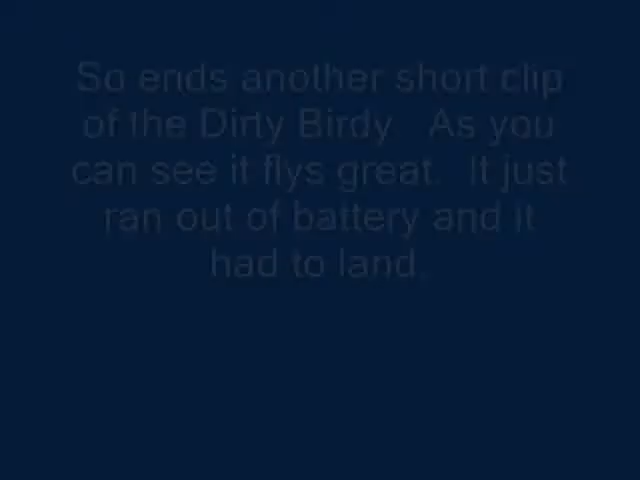 So ends another short clip
of the Dirty Birdy. As you
can see it flys great. It just
ran out of battery and it
had to land.